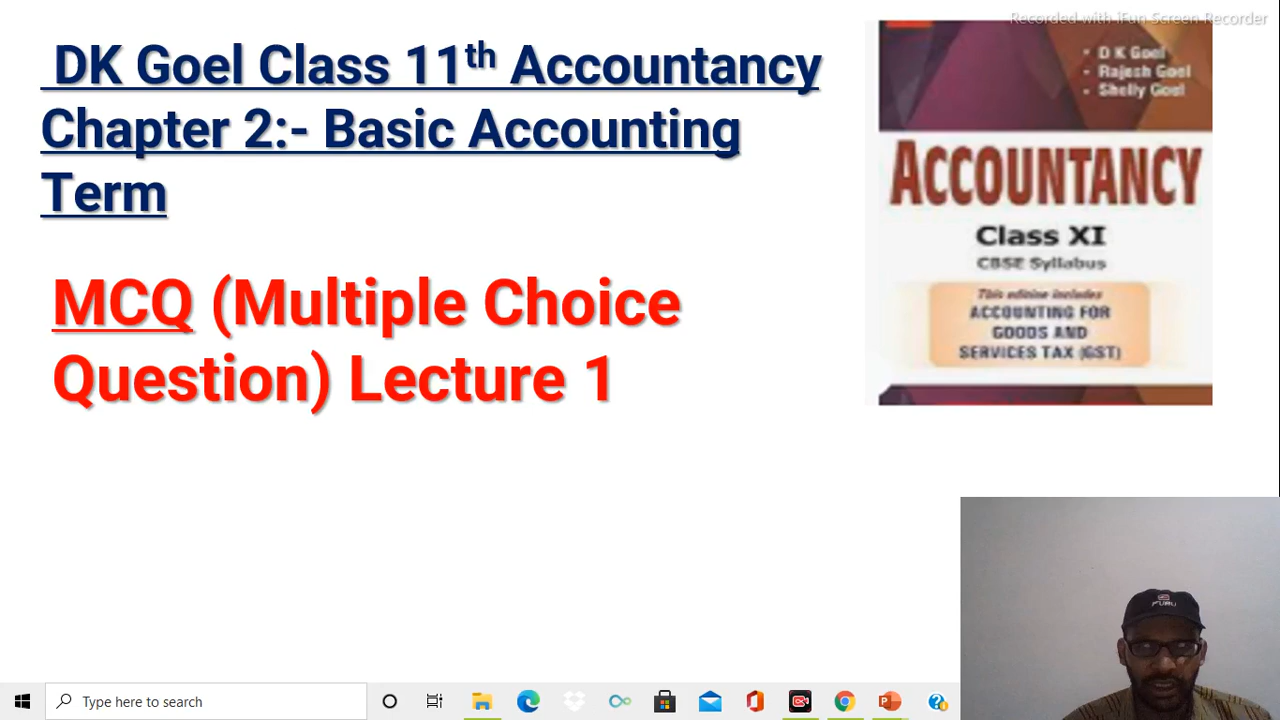 Recorded with iFun Screen Recorder
DK Goel Class 11th Accountancy
Chapter 2:- Basic Accounting
Term
MCQ (Multiple Choice
Question) Lecture 1
• D K Goel
• Rajesh Goel
• Shelly Goel
ACCOUNTANCY
Class XI
CBSE Syllabus
This edition includes
ACCOUNTING FOR
GOODS AND
SERVICES TAX (GST)
Type here to search